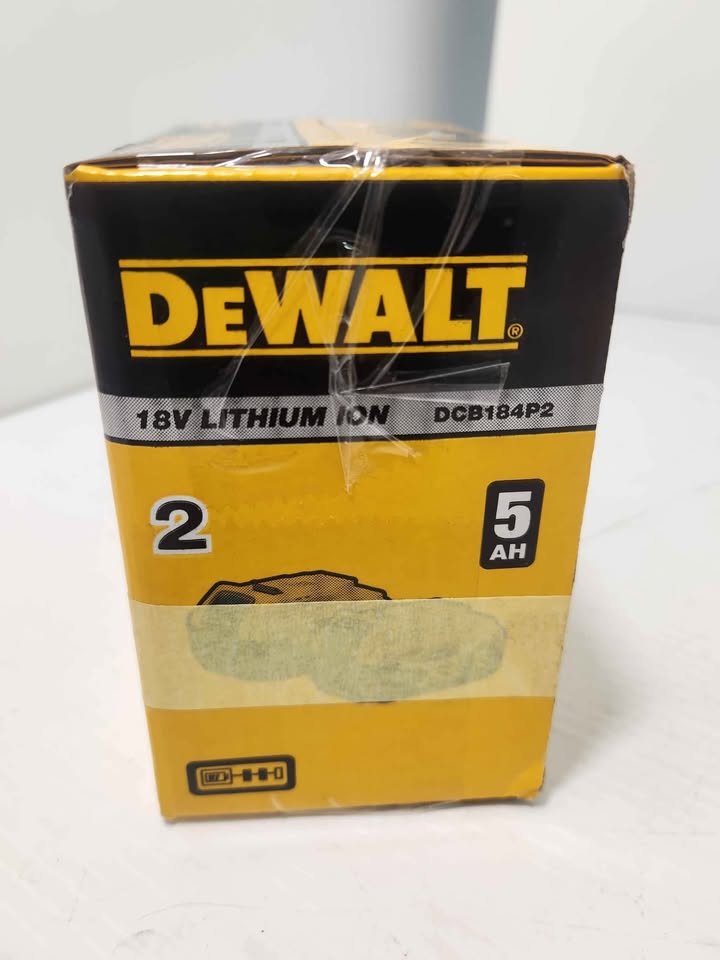 DEWALT®
18V LITHIUM ION DCB184P2
2
5
AH